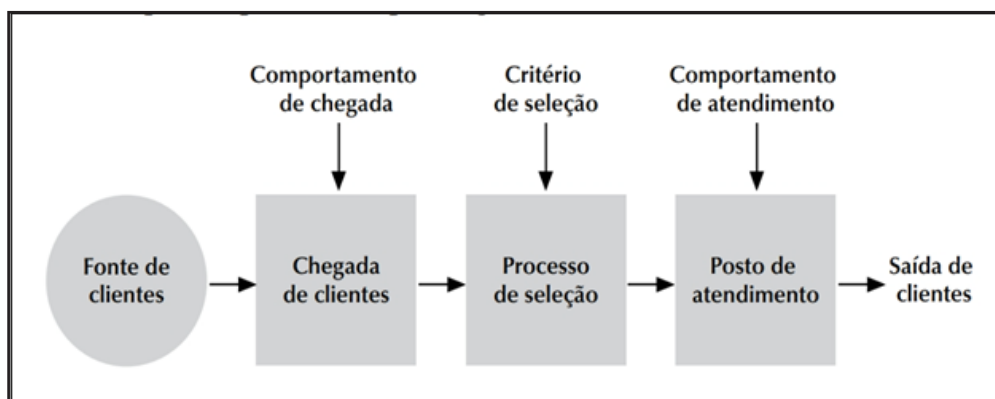 Comportamento
de chegada
Critério
de seleção
Comportamento
de atendimento
Fonte de
clientes
Chegada
de clientes
Processo
de seleção
Posto de
atendimento
Saída de
clientes